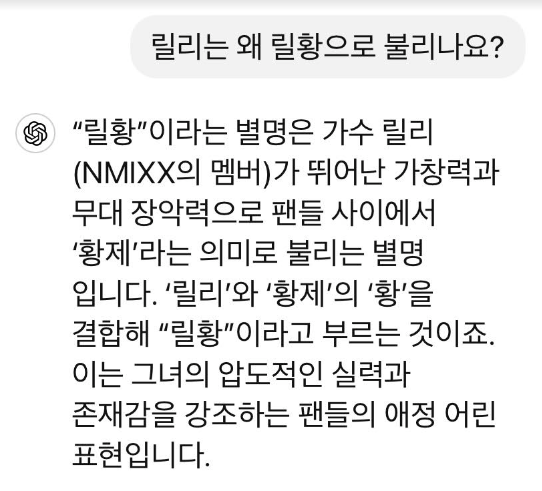 릴리는 왜 릴황으로 불리나요?
“릴황”이라는 별명은 가수 릴리
(NMIXX의 멤버)가 뛰어난 가창력과
무대 장악력으로 팬들 사이에서
‘황제’라는 의미로 불리는 별명
입니다. ‘릴리’와 ‘황제’의 ‘황’을
결합해 “릴황”이라고 부르는 것이죠.
이는 그녀의 압도적인 실력과
존재감을 강조하는 팬들의 애정 어린
표현입니다.